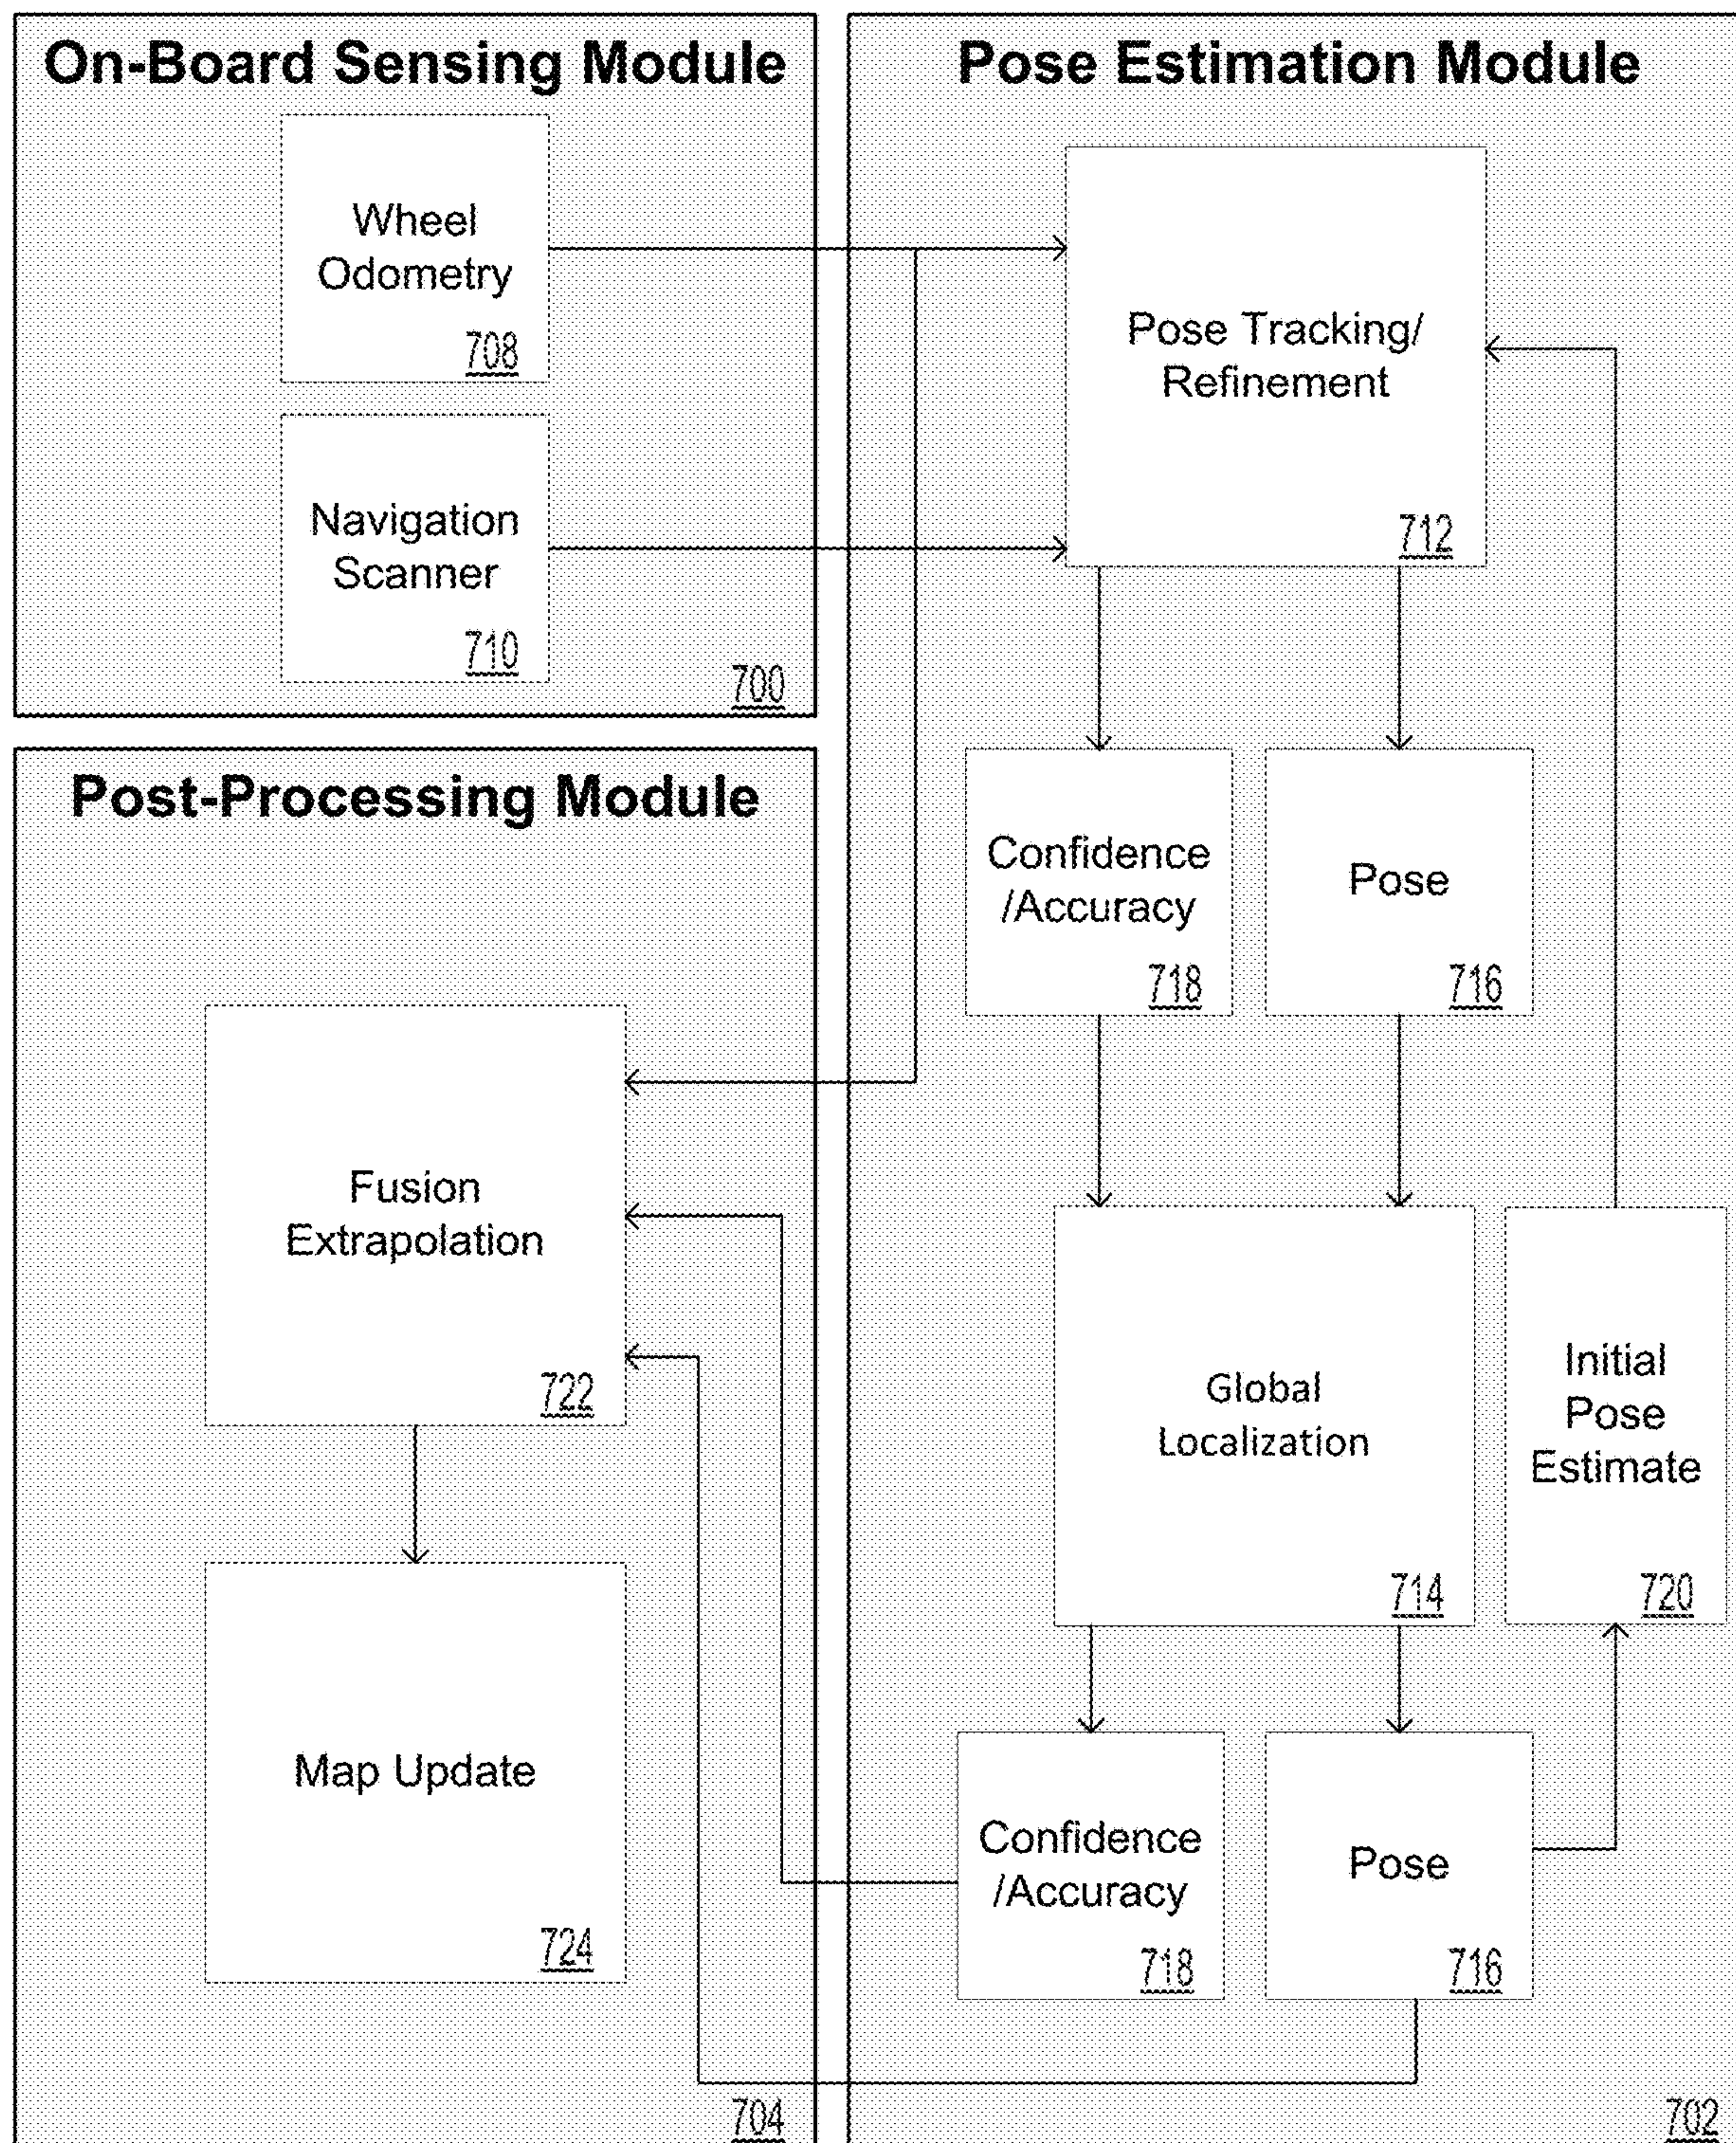 On-Board Sensing Module
Wheel
Odometry
708
Navigation
Scanner
710
700
Post-Processing Module
Fusion
Extrapolation
722
Map Update
724
704
Pose Estimation Module
Pose Tracking/
Refinement
712
Confidence
/Accuracy
718
Pose
716
Global
Localization
714
Initial
Pose
Estimate
720
Confidence
/Accuracy
718
Pose
716
702